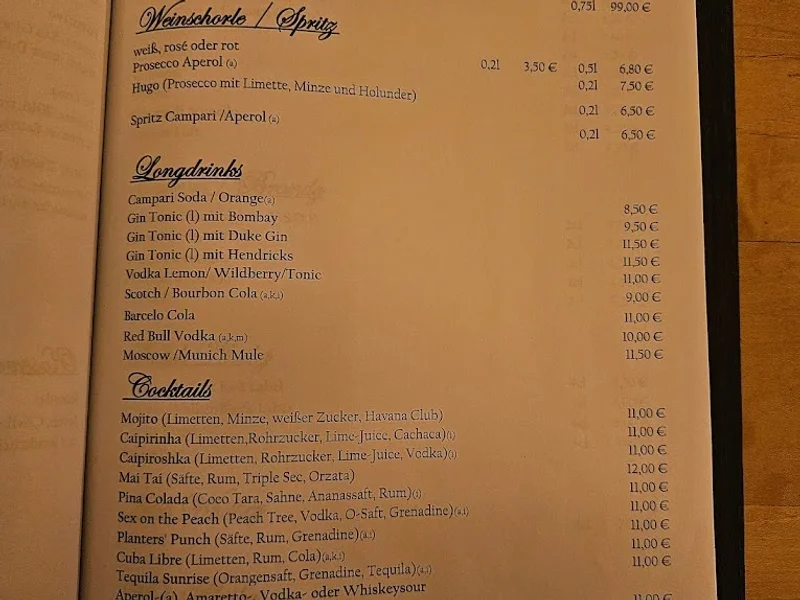 0,75l 99,00 €
Weinschorle / Spritz
weiß, rosé oder rot 0,2l 3,50 € 0,5l 6,80 €
Prosecco Aperol (a) 0,2l 7,50 €
Hugo (Prosecco mit Limette, Minze und Holunder) 0,2l 6,50 €
Spritz Campari /Aperol (a) 0,2l 6,50 €
Longdrinks
Campari Soda / Orange(a) 8,50 €
Gin Tonic (l) mit Bombay 9,50 €
Gin Tonic (l) mit Duke Gin 11,50 €
Gin Tonic (l) mit Hendricks 11,50 €
Vodka Lemon/ Wildberry/Tonic 11,00 €
Scotch / Bourbon Cola 9,00 €
Barcelo Cola 11,00 €
Red Bull Vodka (a,k,m) 10,00 €
Moscow /Munich Mule 11,50 €
Cocktails
Mojito (Limetten, Minze, weißer Zucker, Havana Club) 11,00 €
Caipirinha (Limetten,Rohrzucker, Lime-Juice, Cachaca) 11,00 €
Caipiroshka (Limetten, Rohrzucker, Lime-Juice, Vodka) 11,00 €
Mai Tai (Säfte, Rum, Triple Sec, Orzata) 12,00 €
Pina Colada (Coco Tara, Sahne, Ananassaft, Rum) 11,00 €
Sex on the Peach (Peach Tree, Vodka, O-Saft, Grenadine) 11,00 €
Planters' Punch (Säfte, Rum, Grenadine) 11,00 €
Cuba Libre (Limetten, Rum, Cola) 11,00 €
Tequila Sunrise (Orangensaft, Grenadine, Tequila) 11,00 €
Aperol-(a), Amaretto-, Vodka- oder Whiskeysour 11,00 €